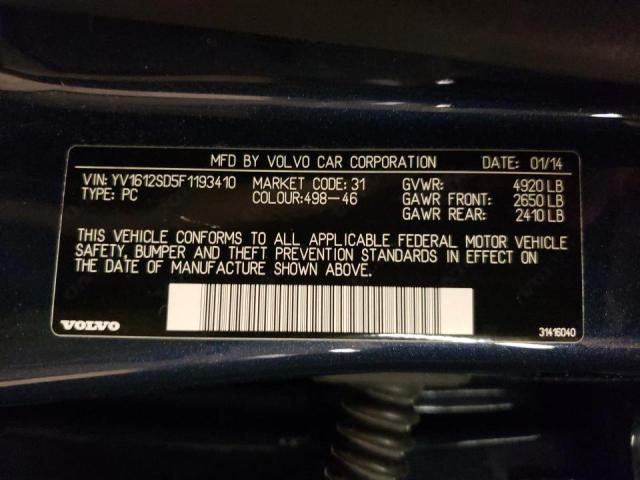 MFD BY VOLVO CAR CORPORATION DATE: 01/14
VIN: YV1612SD5F1193410 MARKET CODE: 31 GVWR: 4920 LB
TYPE: PC COLOUR: 498-46 GAWR FRONT: 2650 LB
GAWR REAR: 2410 LB
THIS VEHICLE CONFORMS TO ALL APPLICABLE FEDERAL MOTOR VEHICLE
SAFETY, BUMPER AND THEFT PREVENTION STANDARDS IN EFFECT ON
THE DATE OF MANUFACTURE SHOWN ABOVE.
VOLVO 31416040